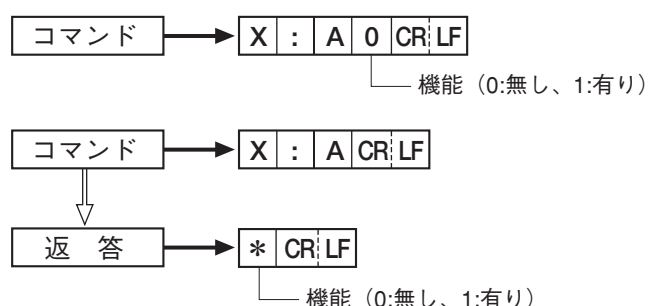 コマンド X : A 0 CR LF
機能（0:無し、1:有り）
コマンド X : A CR LF
返 答 * CR LF
機能（0:無し、1:有り）